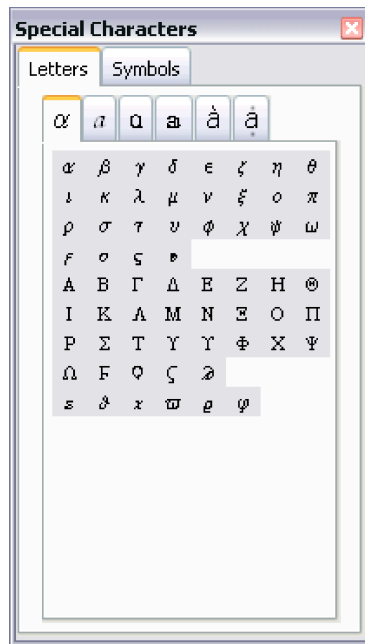 Special Characters
Letters Symbols
α a a a à ạ̊
α β γ δ ϵ ζ η θ
ι κ λ μ ν ξ ο π
ρ σ τ υ ϕ χ ψ ω
Α Β Γ Δ Ε Ζ Η Θ
Ι Κ Λ Μ Ν Ξ Ο Π
Ρ Σ Τ Υ ϒ Φ Χ Ψ
Ω Ϝ Ϙ Ϛ Ϡ
ϑ ϖ ϱ φ